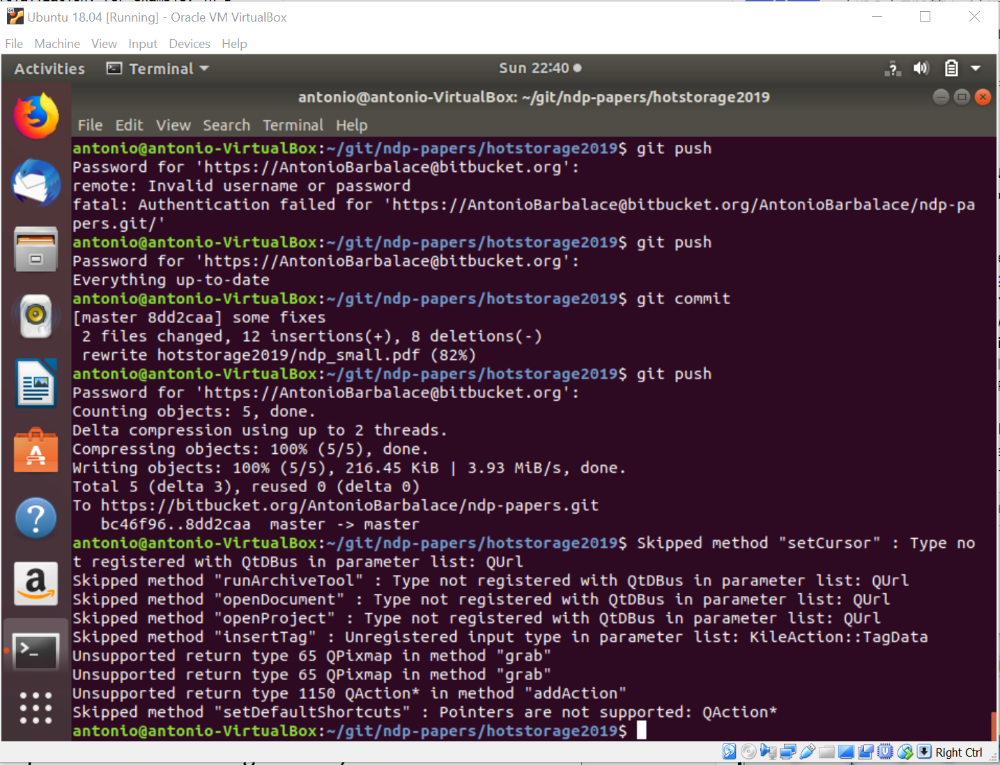 Ubuntu 18.04 [Running] - Oracle VM VirtualBox
File Machine View Input Devices Help
Activities Terminal Sun 22:40
antonio@antonio-VirtualBox: ~/git/ndp-papers/hotstorage2019
File Edit View Search Terminal Help
antonio@antonio-VirtualBox:~/git/ndp-papers/hotstorage2019$ git push
Password for 'https://AntonioBarbalace@bitbucket.org':
remote: Invalid username or password
fatal: Authentication failed for 'https://AntonioBarbalace@bitbucket.org/AntonioBarbalace/ndp-pa
pers.git/'
antonio@antonio-VirtualBox:~/git/ndp-papers/hotstorage2019$ git push
Password for 'https://AntonioBarbalace@bitbucket.org':
Everything up-to-date
antonio@antonio-VirtualBox:~/git/ndp-papers/hotstorage2019$ git commit
[master 8dd2caa] some fixes
 2 files changed, 12 insertions(+), 8 deletions(-)
 rewrite hotstorage2019/ndp_small.pdf (82%)
antonio@antonio-VirtualBox:~/git/ndp-papers/hotstorage2019$ git push
Password for 'https://AntonioBarbalace@bitbucket.org':
Counting objects: 5, done.
Delta compression using up to 2 threads.
Compressing objects: 100% (5/5), done.
Writing objects: 100% (5/5), 216.45 KiB | 3.93 MiB/s, done.
Total 5 (delta 3), reused 0 (delta 0)
To https://bitbucket.org/AntonioBarbalace/ndp-papers.git
   bc46f96..8dd2caa  master -> master
antonio@antonio-VirtualBox:~/git/ndp-papers/hotstorage2019$ Skipped method "setCursor" : Type no
t registered with QtDBus in parameter list: QUrl
Skipped method "runArchiveTool" : Type not registered with QtDBus in parameter list: QUrl
Skipped method "openDocument" : Type not registered with QtDBus in parameter list: QUrl
Skipped method "openProject" : Type not registered with QtDBus in parameter list: QUrl
Skipped method "insertTag" : Unregistered input type in parameter list: KileAction::TagData
Unsupported return type 65 QPixmap in method "grab"
Unsupported return type 65 QPixmap in method "grab"
Unsupported return type 1150 QAction* in method "addAction"
Skipped method "setDefaultShortcuts" : Pointers are not supported: QAction*
antonio@antonio-VirtualBox:~/git/ndp-papers/hotstorage2019$
Right Ctrl